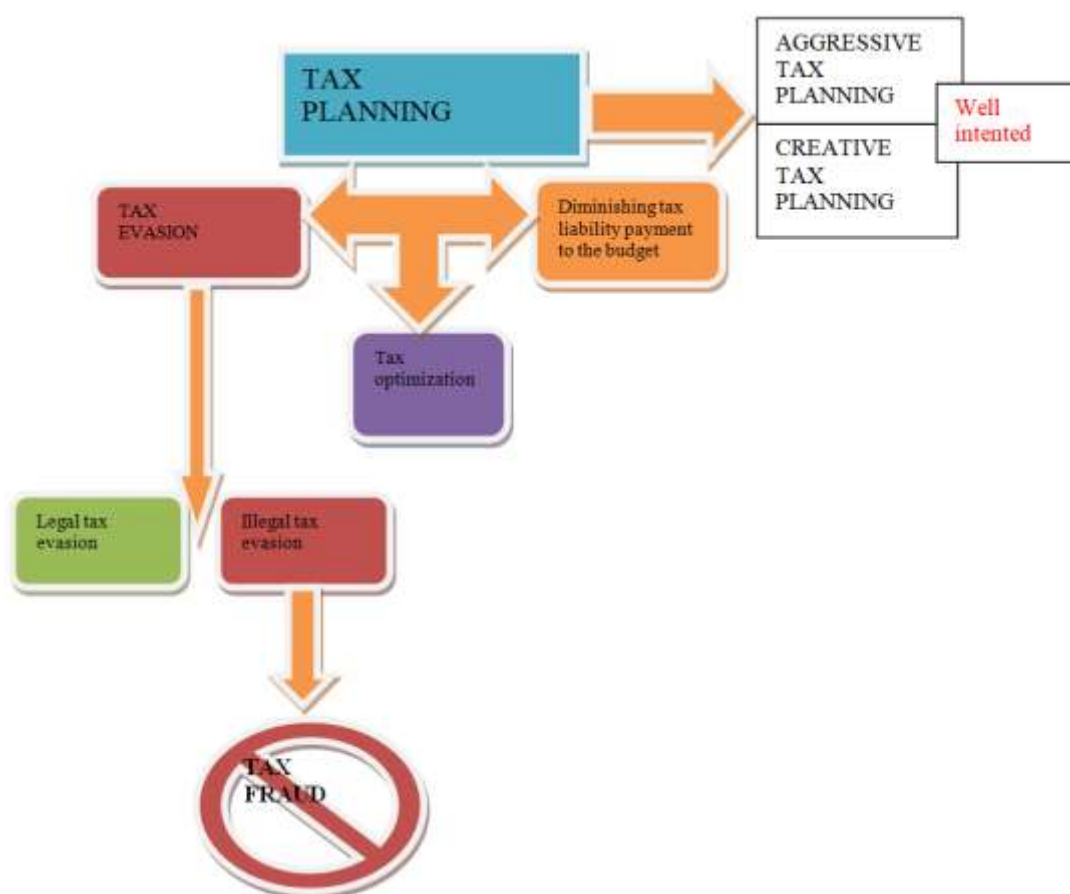 TAX
PLANNING
AGGRESSIVE
TAX
PLANNING
Well
intented
CREATIVE
TAX
PLANNING
TAX
EVASION
Diminishing tax
liability payment
to the budget
Tax
optimization
Legal tax
evasion
Illegal tax
evasion
TAX
FRAUD